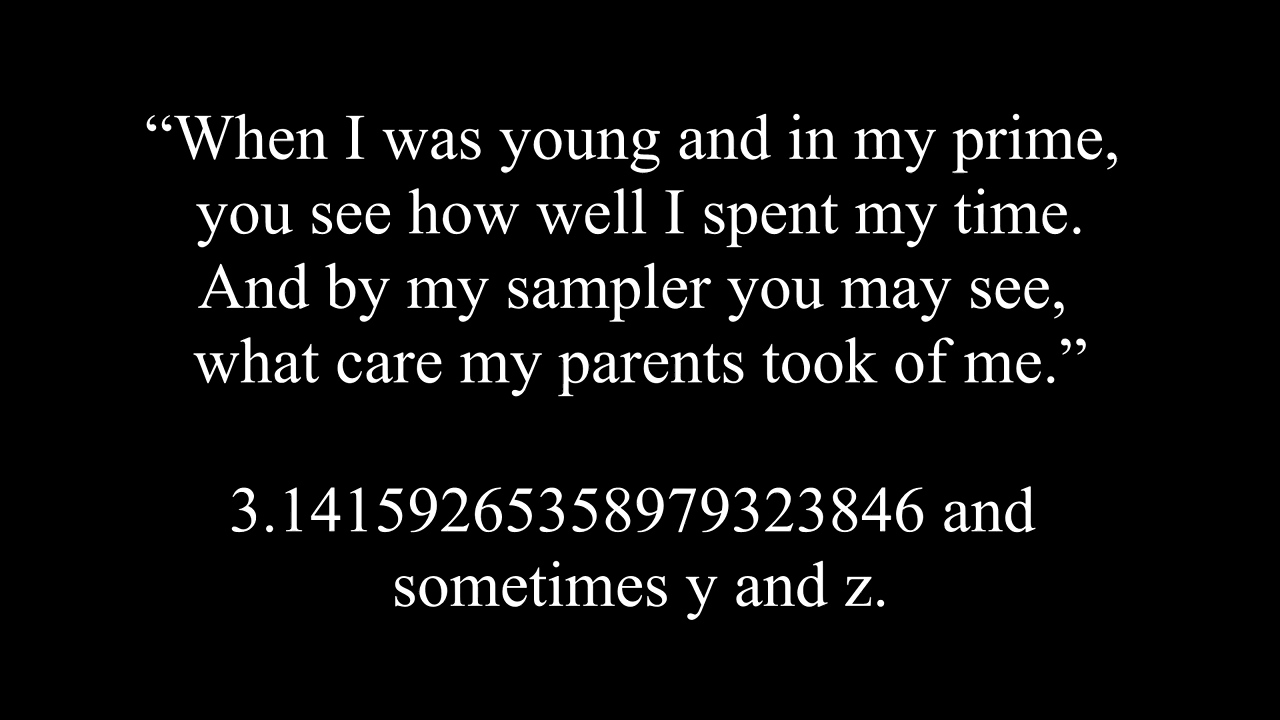 “When I was young and in my prime,
you see how well I spent my time.
And by my sampler you may see,
what care my parents took of me.”
3.14159265358979323846 and
sometimes y and z.